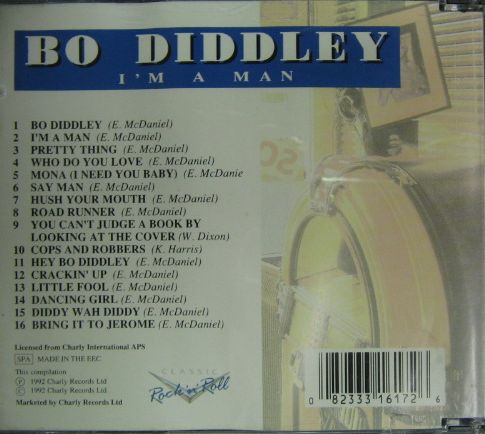 BO DIDDLEY
I'M A MAN
1 BO DIDDLEY (E. McDaniel)
2 I'M A MAN (E. McDaniel)
3 PRETTY THING (E. McDaniel)
4 WHO DO YOU LOVE (E. McDaniel)
5 MONA (I NEED YOU BABY) (E. McDanie
6 SAY MAN (E. McDaniel)
7 HUSH YOUR MOUTH (E. McDaniel)
8 ROAD RUNNER (E. McDaniel)
9 YOU CAN'T JUDGE A BOOK BY
LOOKING AT THE COVER (W. Dixon)
10 COPS AND ROBBERS (K. Harris)
11 HEY BO DIDDLEY (E. McDaniel)
12 CRACKIN' UP (E. McDaniel)
13 LITTLE FOOL (E. McDaniel)
14 DANCING GIRL (E. McDaniel)
15 DIDDY WAH DIDDY (E. McDaniel)
16 BRING IT TO JEROME (E. McDaniel)
Licensed from Charly International APS
SPA MADE IN THE EEC
This compilation
Ⓟ 1992 Charly Records Ltd
© 1992 Charly Records Ltd
Marketed by Charly Records Ltd
CLASSIC
Rock 'n' Roll
0 82333 16172 6